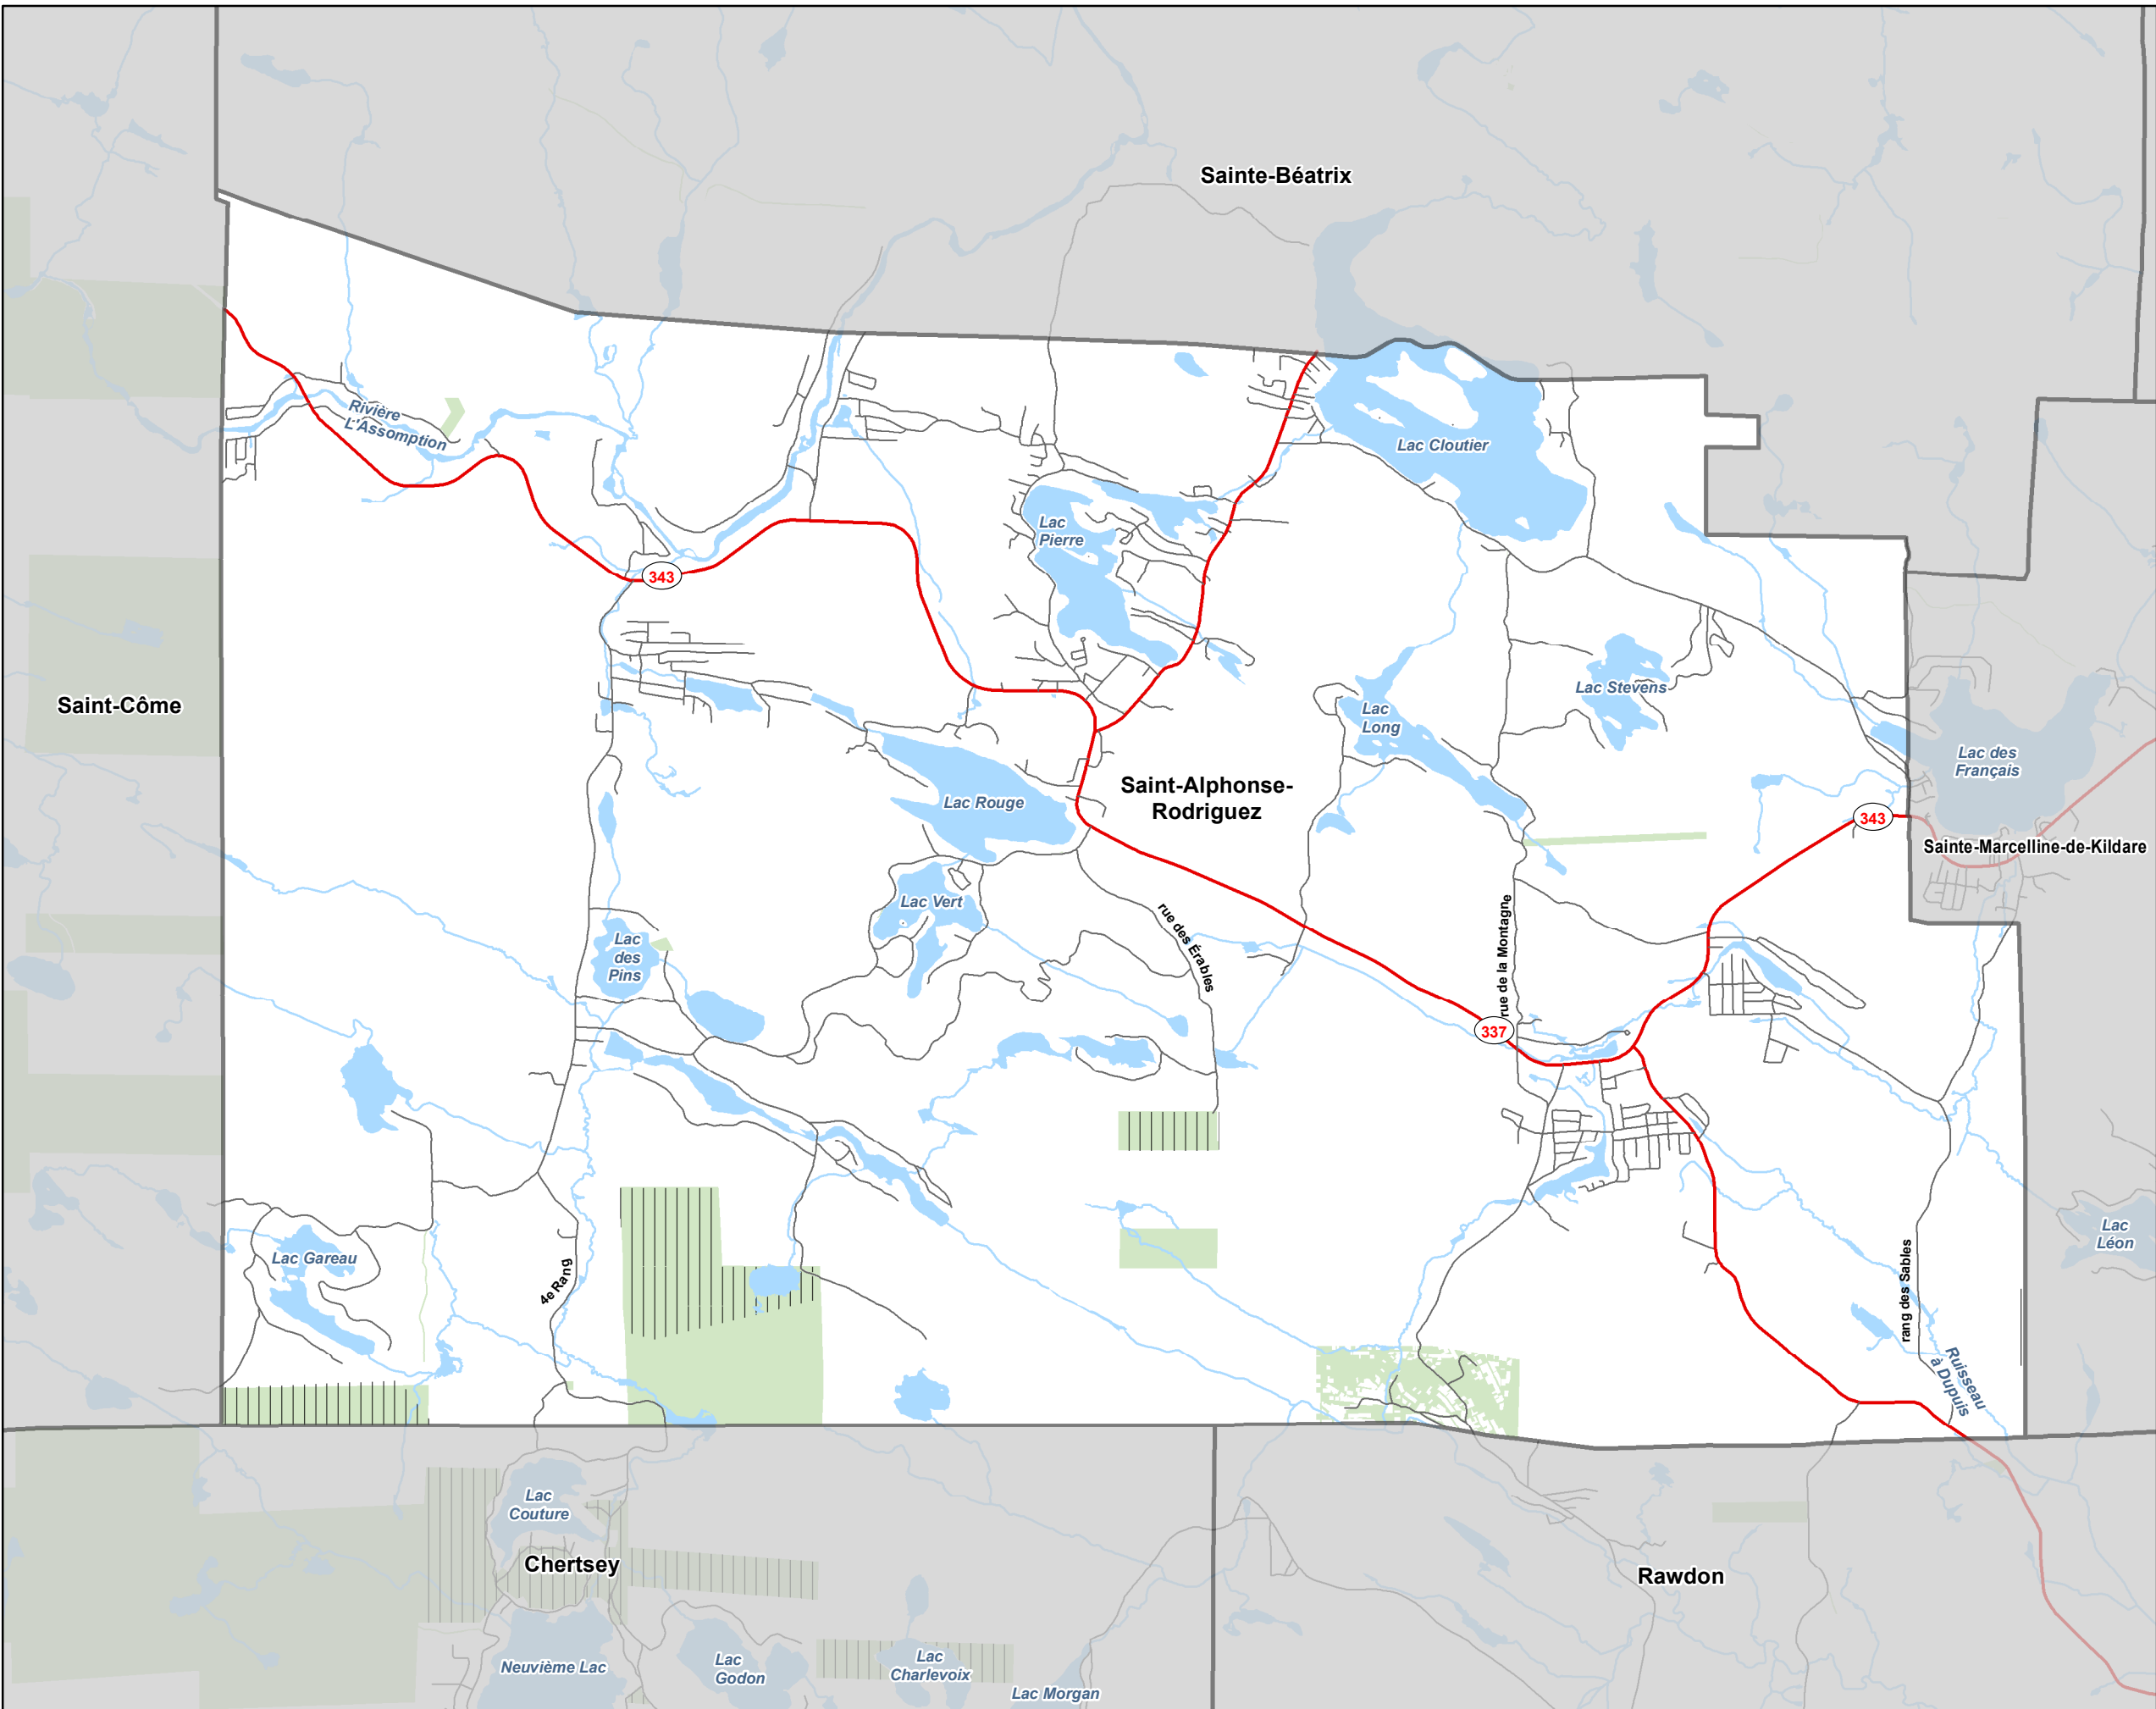 Sainte-Béatrix
Rivière
L'Assomption
Lac Cloutier
Lac
Pierre
343
Saint-Côme
Lac Stevens
Lac
Long
Lac des
Français
Saint-Alphonse-
Rodriguez
Lac Rouge
343
Sainte-Marcelline-de-Kildare
Lac Vert
rue des Érables
rue de la Montagne
Lac
des
Pins
337
Lac
Léon
Lac Gareau
4e Rang
rang des Sables
Ruisseau
à Dupuis
Lac
Couture
Chertsey
Rawdon
Neuvième Lac
Lac
Godon
Lac
Charlevoix
Lac Morgan